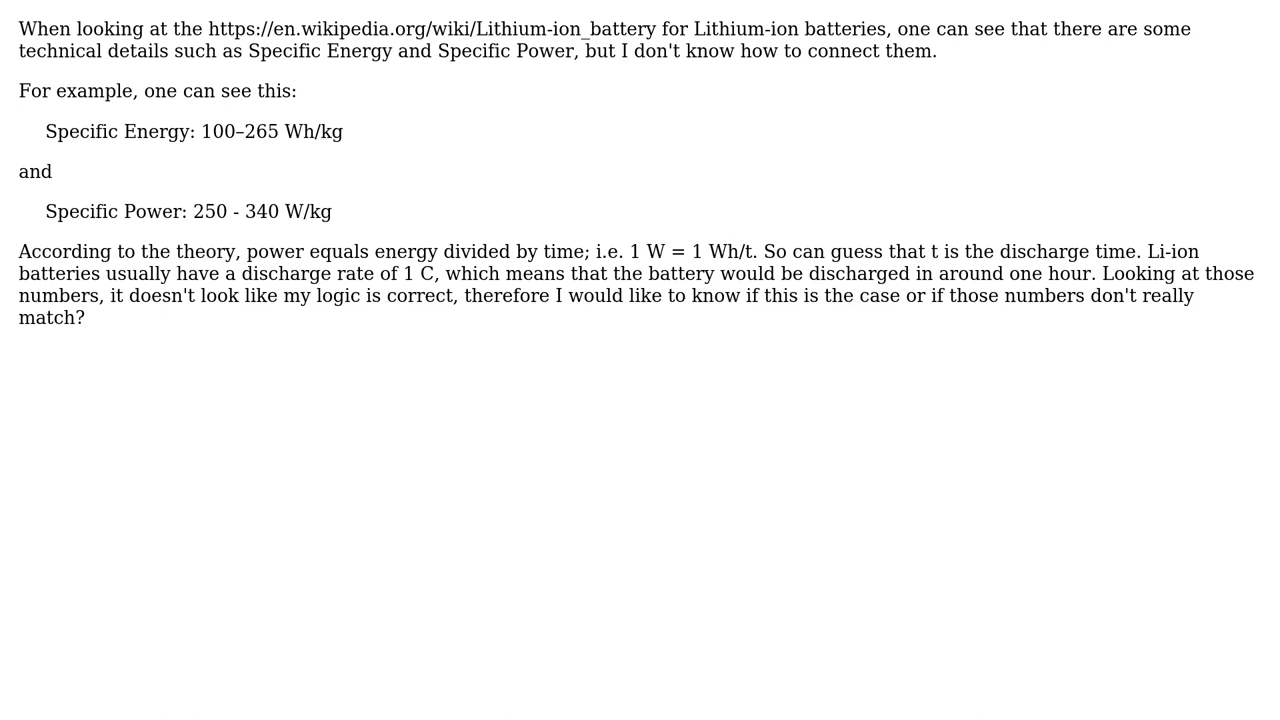 When looking at the https://en.wikipedia.org/wiki/Lithium-ion_battery for Lithium-ion batteries, one can see that there are some
technical details such as Specific Energy and Specific Power, but I don't know how to connect them.
For example, one can see this:
Specific Energy: 100–265 Wh/kg
and
Specific Power: 250 - 340 W/kg
According to the theory, power equals energy divided by time; i.e. 1 W = 1 Wh/t. So can guess that t is the discharge time. Li-ion
batteries usually have a discharge rate of 1 C, which means that the battery would be discharged in around one hour. Looking at those
numbers, it doesn't look like my logic is correct, therefore I would like to know if this is the case or if those numbers don't really
match?